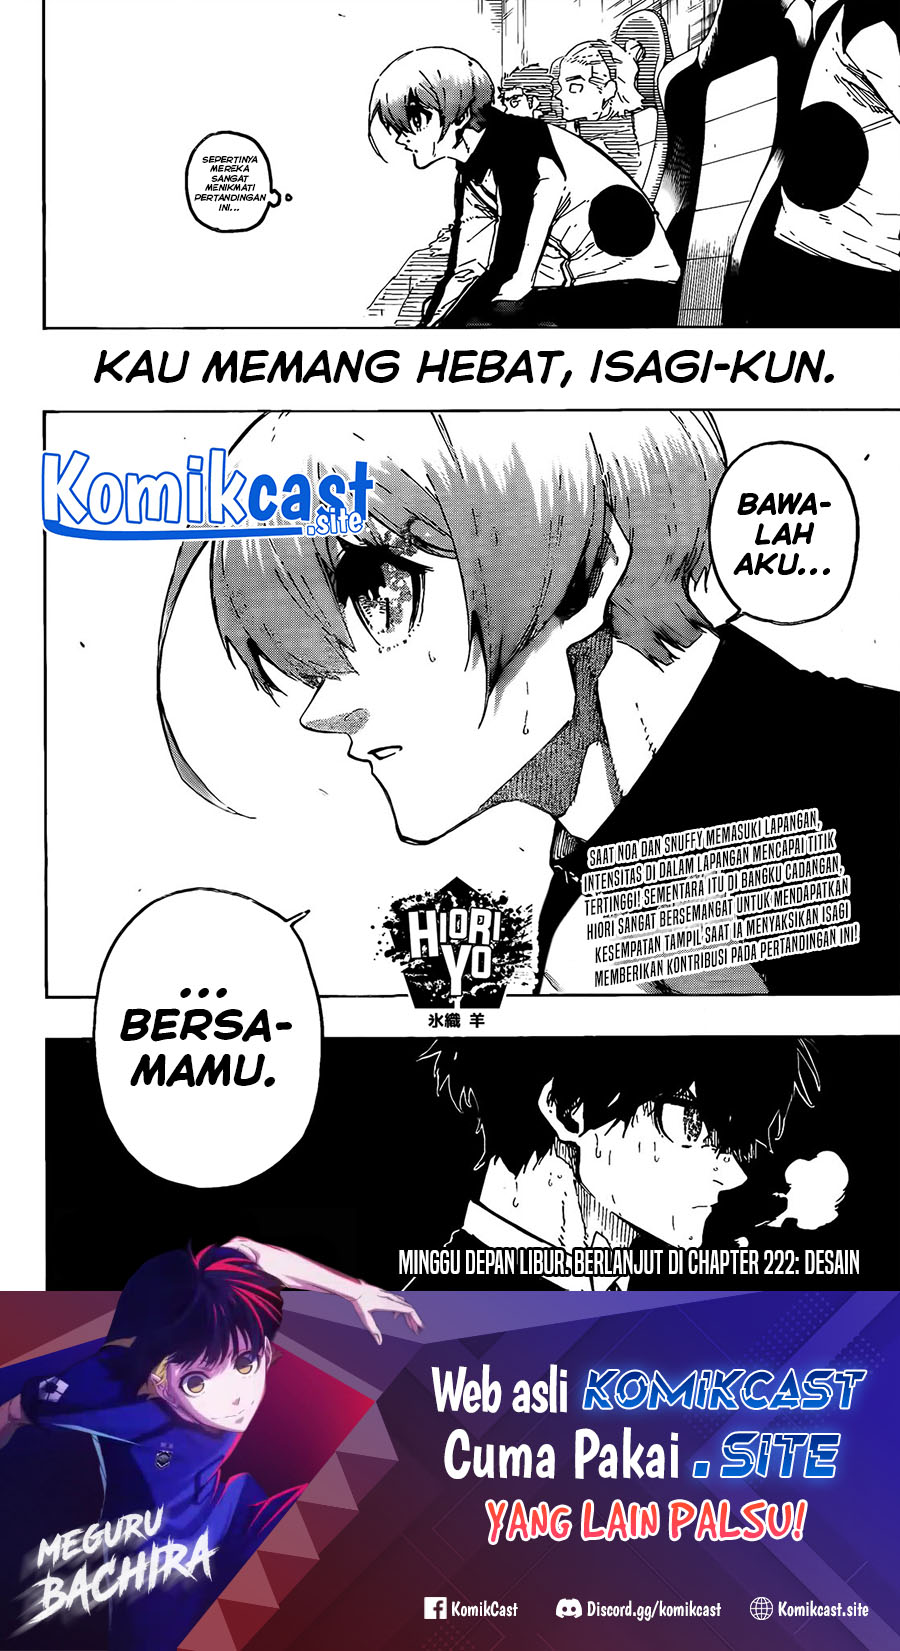 SEPERTINYA
MEREKA
SANGAT
MENIKMATI
PERTANDINGAN
INI...
KAU MEMANG HEBAT, ISAGI-KUN.
Komikcast
.site
BAWA-
LAH
AKU...
SAAT NOA DAN SNUFFY MEMASUKI LAPANGAN,
INTENSITAS DI DALAM LAPANGAN MENCAPAI TITIK
TERTINGGI! SEMENTARA ITU DI BANGKU CADANGAN,
HIORI SANGAT BERSEMANGAT UNTUK MENDAPATKAN
KESEMPATAN TAMPIL SAAT IA MENYAKSIKAN ISAGI
MEMBERIKAN KONTRIBUSI PADA PERTANDINGAN INI!
HIORI
YO
氷織 羊
...
BERSA-
MAMU.
MINGGU DEPAN LIBUR. BERLANJUT DI CHAPTER 222: DESAIN
Web asli KOMIKCAST
Cuma Pakai .SITE
YANG LAIN PALSU!
MEGURU
BACHIRA
KomikCast
Discord.gg/komikcast
Komikcast.site